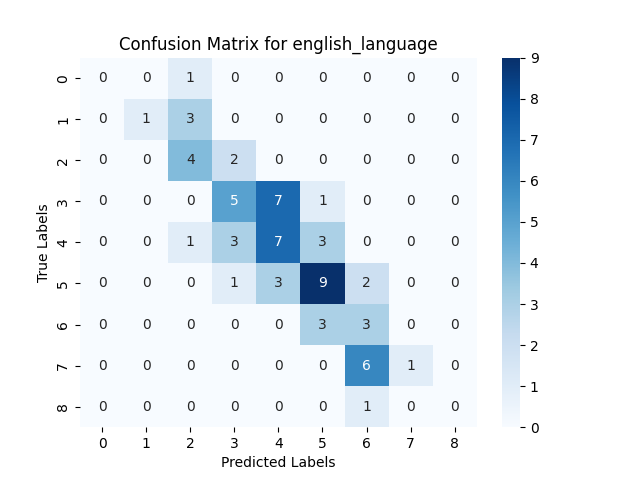 Confusion Matrix for english_language
True Labels
0 0 0 1 0 0 0 0 0 0
1 0 1 3 0 0 0 0 0 0
2 0 0 4 2 0 0 0 0 0
3 0 0 0 5 7 1 0 0 0
4 0 0 1 3 7 3 0 0 0
5 0 0 0 1 3 9 2 0 0
6 0 0 0 0 0 3 3 0 0
7 0 0 0 0 0 0 6 1 0
8 0 0 0 0 0 0 1 0 0
0 1 2 3 4 5 6 7 8
Predicted Labels
9
8
7
6
5
4
3
2
1
0